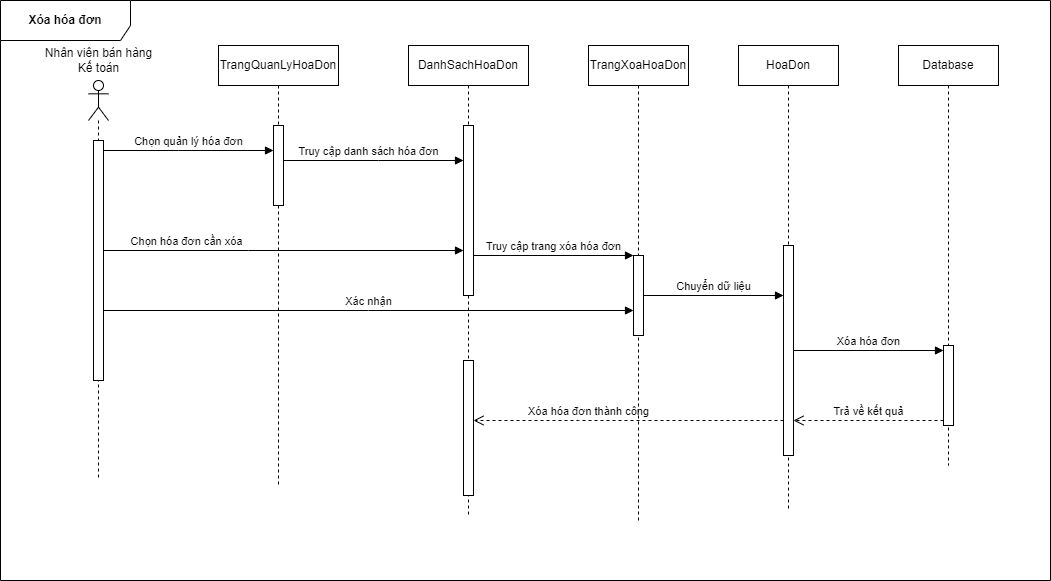 Xóa hóa đơn
Nhân viên bán hàng
Kế toán
TrangQuanLyHoaDon
DanhSachHoaDon
TrangXoaHoaDon
HoaDon
Database
Chọn quản lý hóa đơn
Truy cập danh sách hóa đơn
Chọn hóa đơn cần xóa
Truy cập trang xóa hóa đơn
Chuyển dữ liệu
Xác nhận
Xóa hóa đơn
Xóa hóa đơn thành công
Trả về kết quả